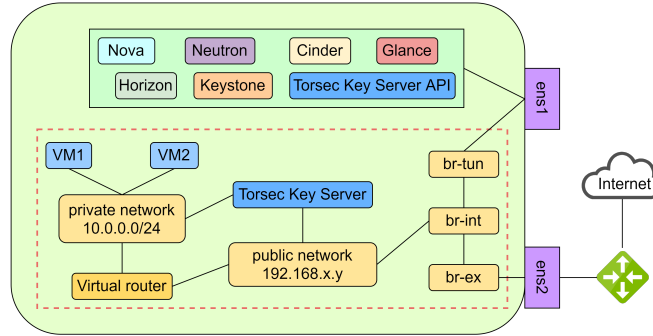 Nova
Neutron
Cinder
Glance
Horizon
Keystone
Torsec Key Server API
ens1
VM1
VM2
br-tun
Internet
Torsec Key Server
private network
10.0.0.0/24
br-int
public network
192.168.x.y
Virtual router
br-ex
ens2